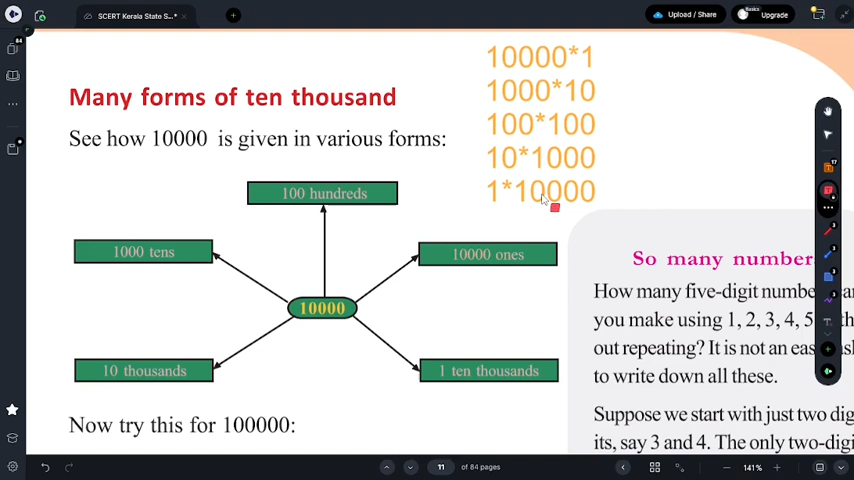 SCERT Kerala State S...*
Upload / Share
Basics
Upgrade
84
10000*1
1000*10
100*100
10*1000
1*10000
Many forms of ten thousand
See how 10000 is given in various forms:
100 hundreds
1000 tens
10000 ones
10000
10 thousands
1 ten thousands
Now try this for 100000:
So many number
How many five-digit numbe
you make using 1, 2, 3, 4, 5
out repeating? It is not an eas
to write down all these.
Suppose we start with just two dig
its, say 3 and 4. The only two-digi
17
11 of 84 pages
141%